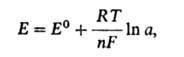 E = E⁰ + RT/nF ln a,